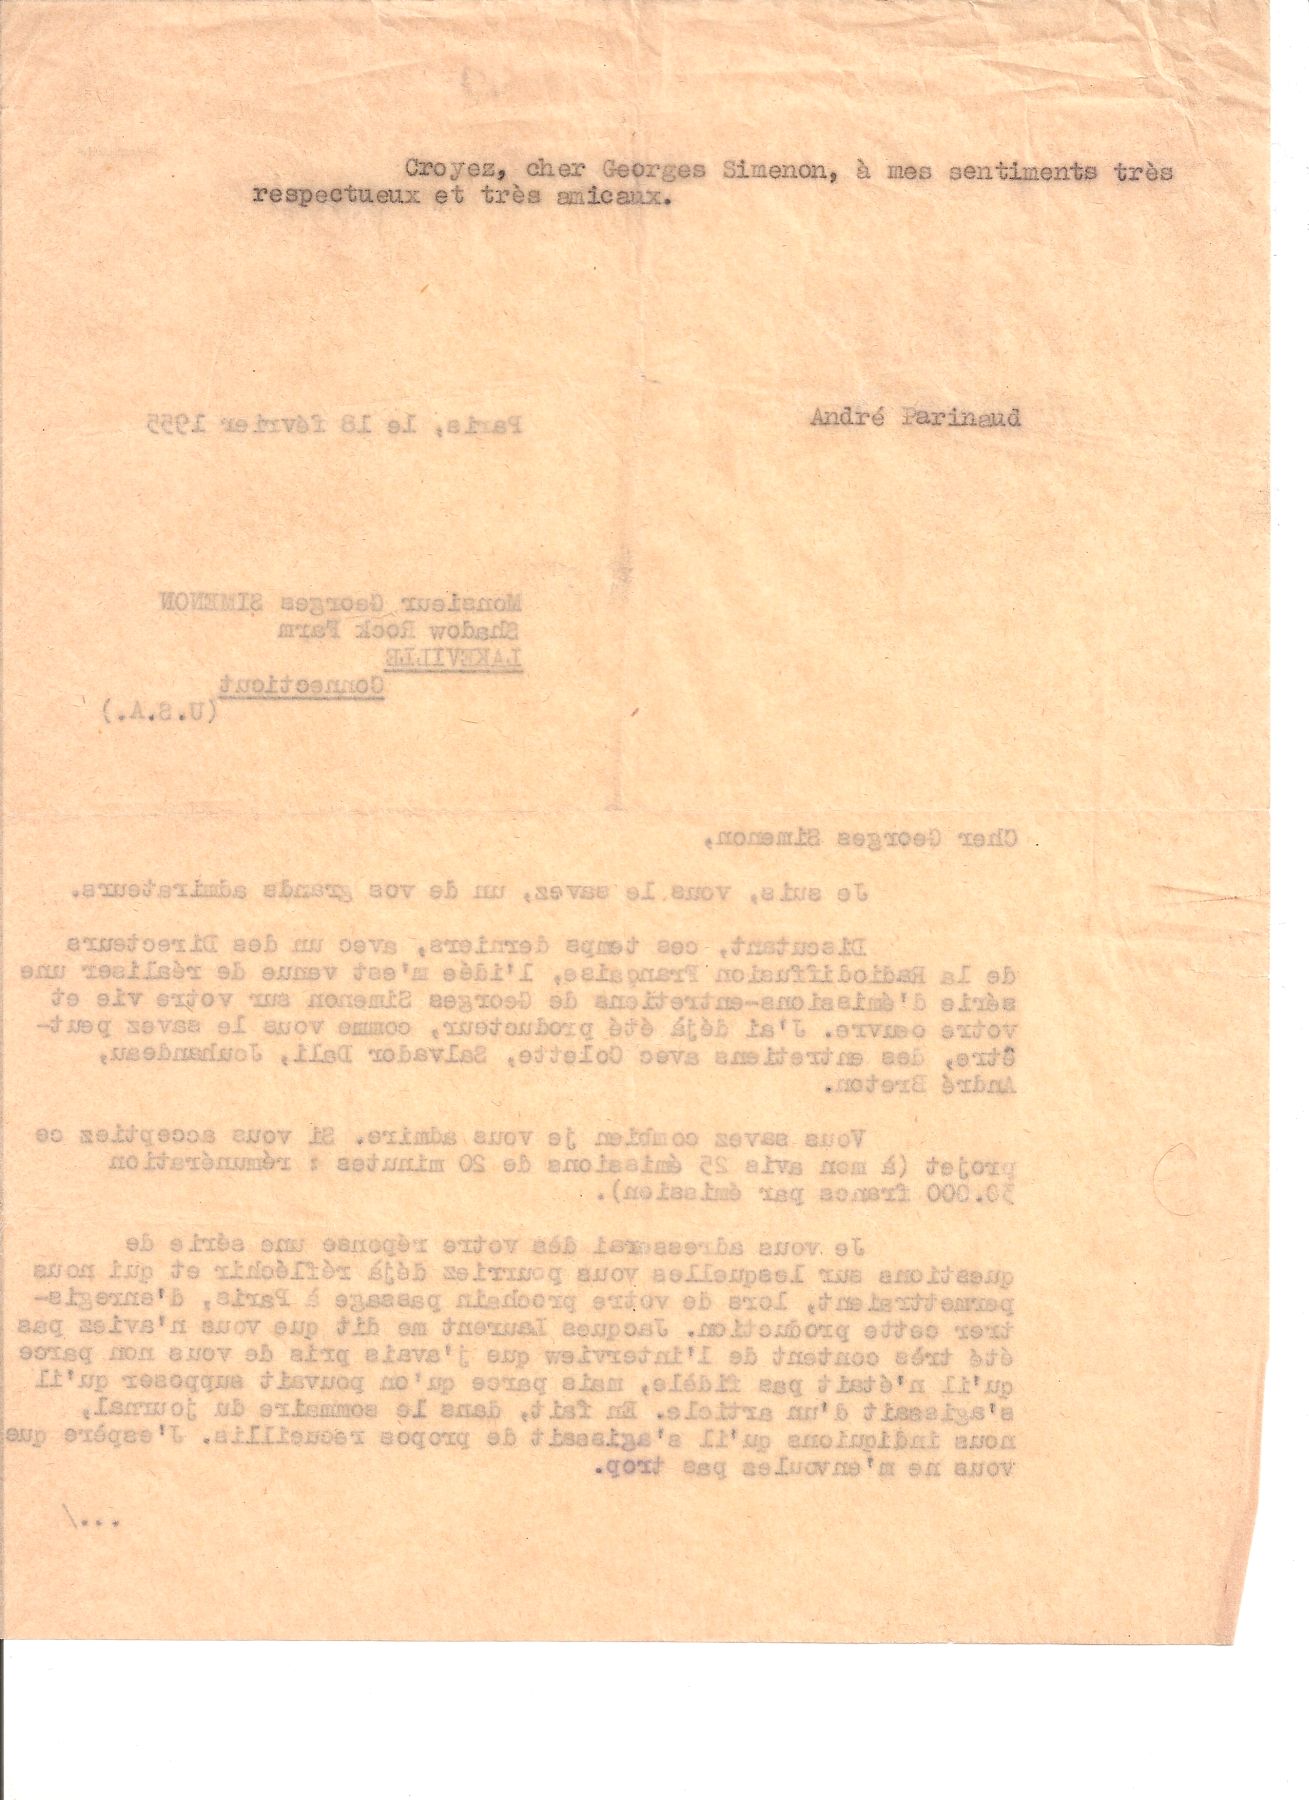 Croyez, cher Georges Simenon, à mes sentiments très
respectueux et très amicaux.
André Parinaud
Paris, le 18 février 1955
Monsieur Georges SIMENON
Shadow Rock Farm
LAKEVILLE
Connecticut
(U.S.A.)
Cher Georges Simenon,
Je suis, vous le savez, un de vos grands admirateurs.
Discutant, ces temps derniers, avec un des Directeurs
de la Radiodiffusion Française, l'idée m'est venue de réaliser une
série d'émissions-entretiens de Georges Simenon sur votre vie et
votre oeuvre. J'ai déjà été producteur, comme vous le savez peut-
être, des entretiens avec Colette, Salvador Dali, Jouhandeau,
André Breton.
Vous savez combien je vous admire. Si vous acceptiez ce
projet (à mon avis 25 émissions de 20 minutes : rémunération
30.000 francs par émission).
Je vous adresserai dès votre réponse une série de
questions sur lesquelles vous pourriez déjà réfléchir et qui nous
permettraient, lors de votre prochain passage à Paris, d'enregis-
trer cette production. Jacques Laurent me dit que vous n'aviez pas
été très content de l'interview que j'avais pris de vous non parce
qu'il n'était pas fidèle, mais parce qu'on pouvait supposer qu'il
s'agissait d'un article. En fait, dans le sommaire du journal,
nous indiquions qu'il s'agissait de propos recueillis. J'espère que
vous ne m'envoulez pas trop.
.../